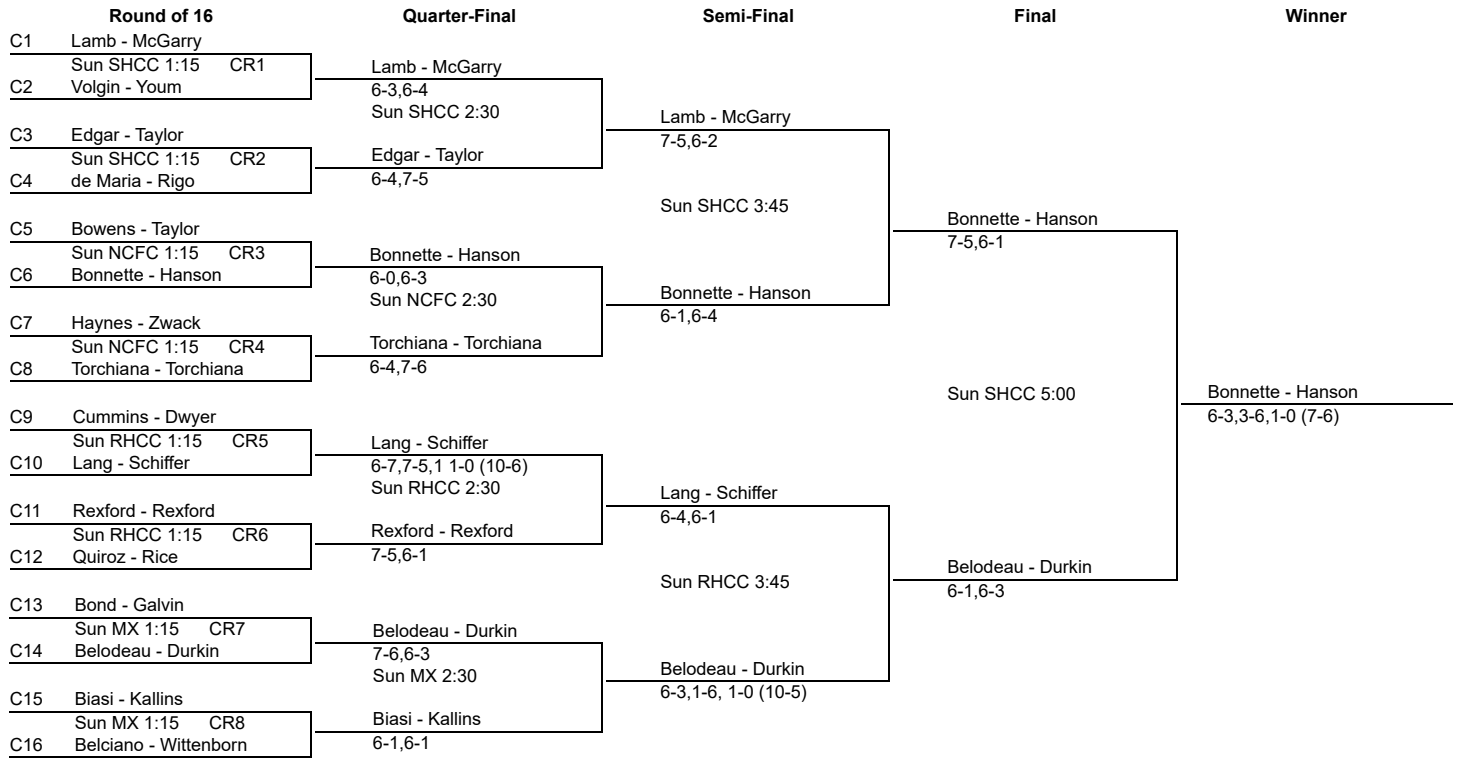 Round of 16 Quarter-Final Semi-Final Final Winner
C1 Lamb - McGarry
Sun SHCC 1:15 CR1
C2 Volgin - Youm
C3 Edgar - Taylor
Sun SHCC 1:15 CR2
C4 de Maria - Rigo
C5 Bowens - Taylor
Sun NCFC 1:15 CR3
C6 Bonnette - Hanson
C7 Haynes - Zwack
Sun NCFC 1:15 CR4
C8 Torchiana - Torchiana
C9 Cummins - Dwyer
Sun RHCC 1:15 CR5
C10 Lang - Schiffer
C11 Rexford - Rexford
Sun RHCC 1:15 CR6
C12 Quiroz - Rice
C13 Bond - Galvin
Sun MX 1:15 CR7
C14 Belodeau - Durkin
C15 Biasi - Kallins
Sun MX 1:15 CR8
C16 Belciano - Wittenborn
Lamb - McGarry
6-3,6-4
Sun SHCC 2:30
Edgar - Taylor
6-4,7-5
Bonnette - Hanson
6-0,6-3
Sun NCFC 2:30
Torchiana - Torchiana
6-4,7-6
Lang - Schiffer
6-7,7-5,1 1-0 (10-6)
Sun RHCC 2:30
Rexford - Rexford
7-5,6-1
Belodeau - Durkin
7-6,6-3
Sun MX 2:30
Biasi - Kallins
6-1,6-1
Lamb - McGarry
7-5,6-2
Sun SHCC 3:45
Bonnette - Hanson
6-1,6-4
Lang - Schiffer
6-4,6-1
Sun RHCC 3:45
Belodeau - Durkin
6-3,1-6, 1-0 (10-5)
Bonnette - Hanson
7-5,6-1
Sun SHCC 5:00
Belodeau - Durkin
6-1,6-3
Bonnette - Hanson
6-3,3-6,1-0 (7-6)